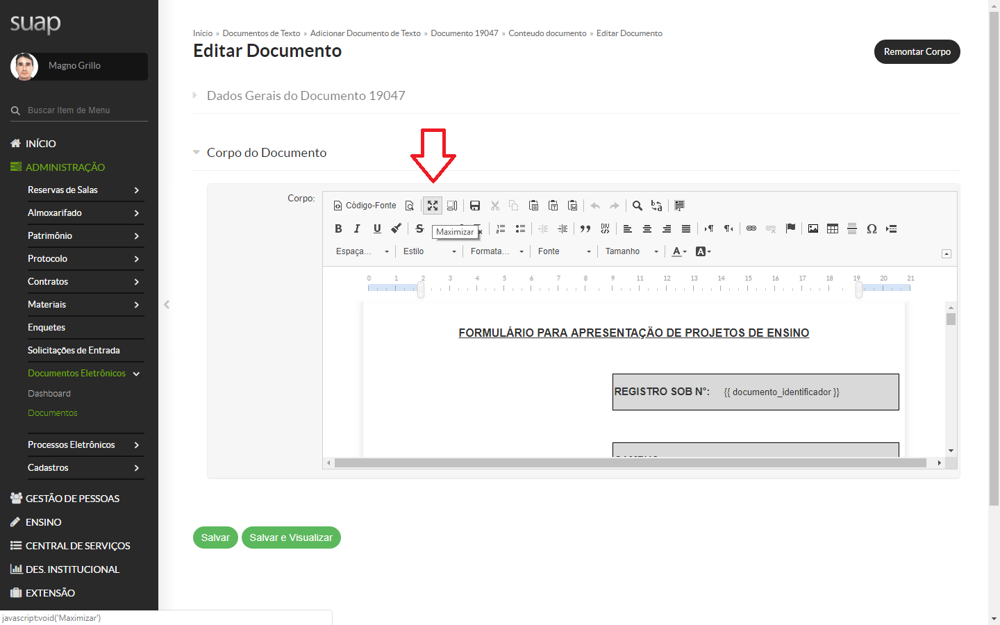 suap
Magno Grillo
Buscar Item de Menu
INÍCIO
ADMINISTRAÇÃO
Reservas de Salas
Almoxarifado
Patrimônio
Protocolo
Contratos
Materiais
Enquetes
Solicitações de Entrada
Documentos Eletrônicos
Dashboard
Documentos
Processos Eletrônicos
Cadastros
GESTÃO DE PESSOAS
ENSINO
CENTRAL DE SERVIÇOS
DES. INSTITUCIONAL
EXTENSÃO
javascript:void('Maximizar')
Início » Documentos de Texto » Adicionar Documento de Texto » Documento 19047 » Conteudo documento » Editar Documento
Editar Documento
Remontar Corpo
Dados Gerais do Documento 19047
Corpo do Documento
Corpo:
Código-Fonte
B I U S
Maximizar
Espaça... Estilo Formata... Fonte Tamanho A A
0 1 2 3 4 5 6 7 8 9 10 11 12 13 14 15 16 17 18 19 20 21
FORMULÁRIO PARA APRESENTAÇÃO DE PROJETOS DE ENSINO
REGISTRO SOB N°: {{ documento_identificador }}
Salvar
Salvar e Visualizar